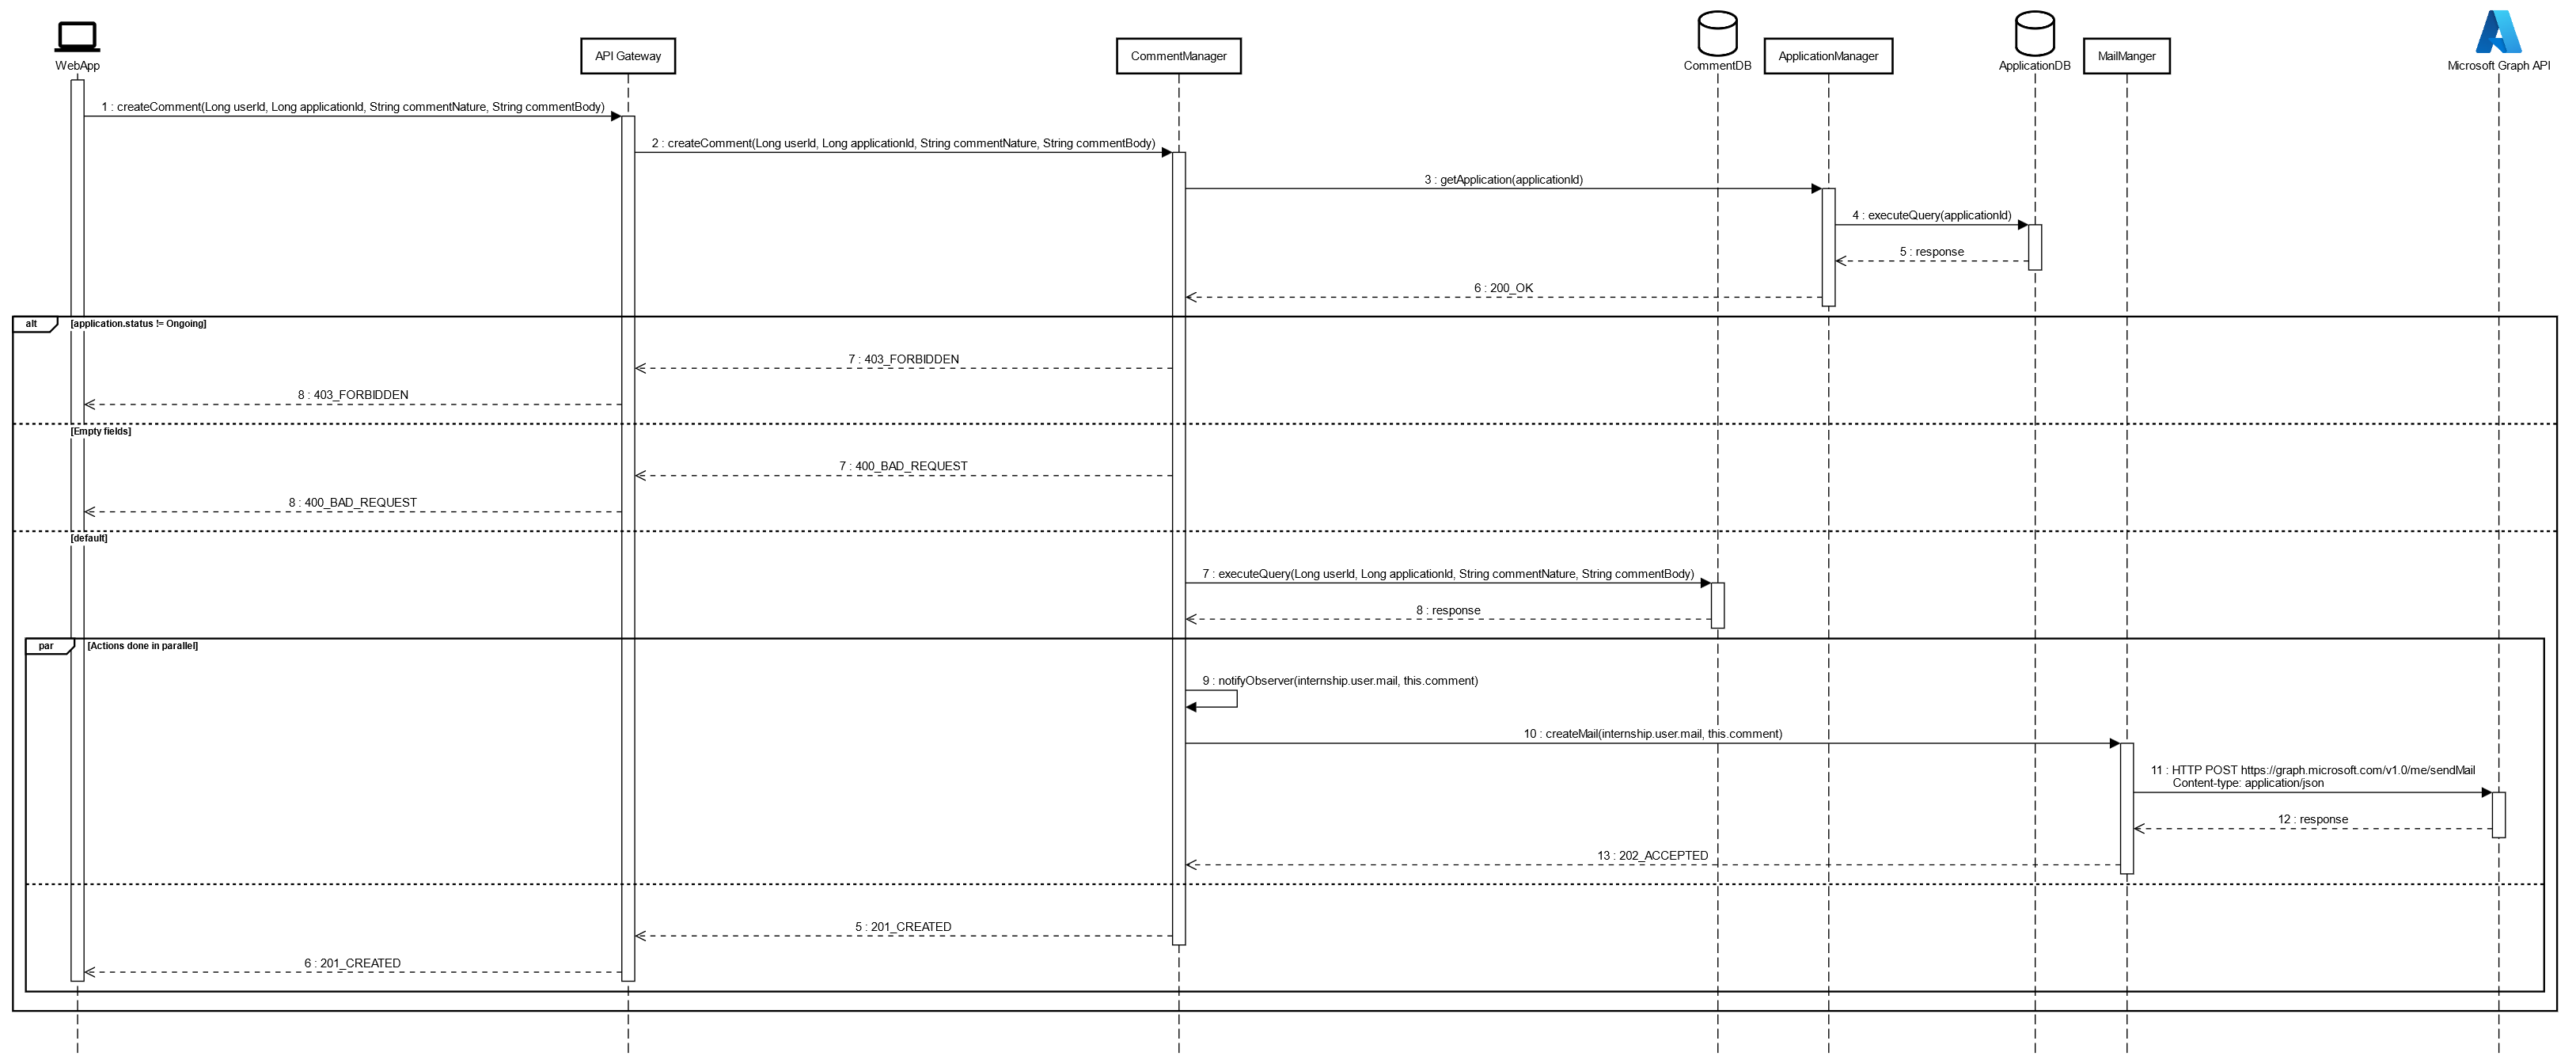 WebApp
API Gateway
CommentManager
CommentDB
ApplicationManager
ApplicationDB
MailManger
Microsoft Graph API
1 : createComment(Long userId, Long applicationId, String commentNature, String commentBody)
2 : createComment(Long userId, Long applicationId, String commentNature, String commentBody)
3 : getApplication(applicationId)
4 : executeQuery(applicationId)
5 : response
6 : 200_OK
alt
[application.status != Ongoing]
7 : 403_FORBIDDEN
8 : 403_FORBIDDEN
[Empty fields]
7 : 400_BAD_REQUEST
8 : 400_BAD_REQUEST
[default]
7 : executeQuery(Long userId, Long applicationId, String commentNature, String commentBody)
8 : response
par
[Actions done in parallel]
9 : notifyObserver(internship.user.mail, this.comment)
10 : createMail(internship.user.mail, this.comment)
11 : HTTP POST https://graph.microsoft.com/v1.0/me/sendMail
Content-type: application/json
12 : response
13 : 202_ACCEPTED
5 : 201_CREATED
6 : 201_CREATED